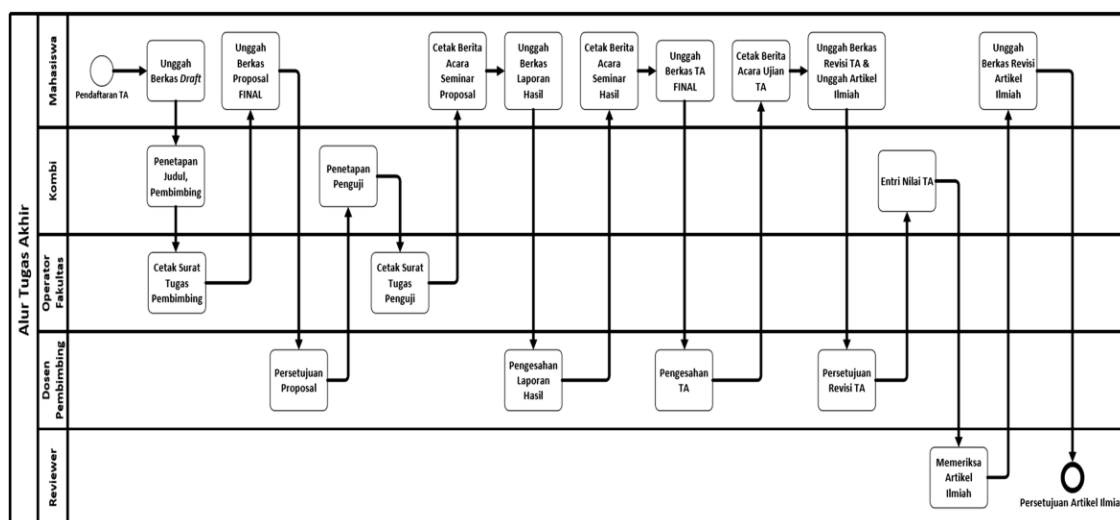 Alur Tugas Akhir
Mahasiswa
Pendaftaran TA
Unggah
Berkas Draft
Unggah
Berkas
Proposal
FINAL
Cetak Berita
Acara
Seminar
Proposal
Unggah
Berkas
Laporan
Hasil
Cetak Berita
Acara
Seminar
Hasil
Unggah
Berkas TA
FINAL
Cetak Berita
Acara Ujian
TA
Unggah Berkas
Revisi TA &
Unggah Artikel
Ilmiah
Unggah
Berkas Revisi
Artikel
Ilmiah
Kombi
Penetapan
Judul,
Pembimbing
Penetapan
Penguji
Entri Nilai TA
Operator
Fakultas
Cetak Surat
Tugas
Pembimbing
Cetak Surat
Tugas
Penguji
Dosen
Pembimbing
Persetujuan
Proposal
Pengesahan
Laporan
Hasil
Pengesahan
TA
Persetujuan
Revisi TA
Reviewer
Memeriksa
Artikel
Ilmiah
Persetujuan Artikel Ilmia